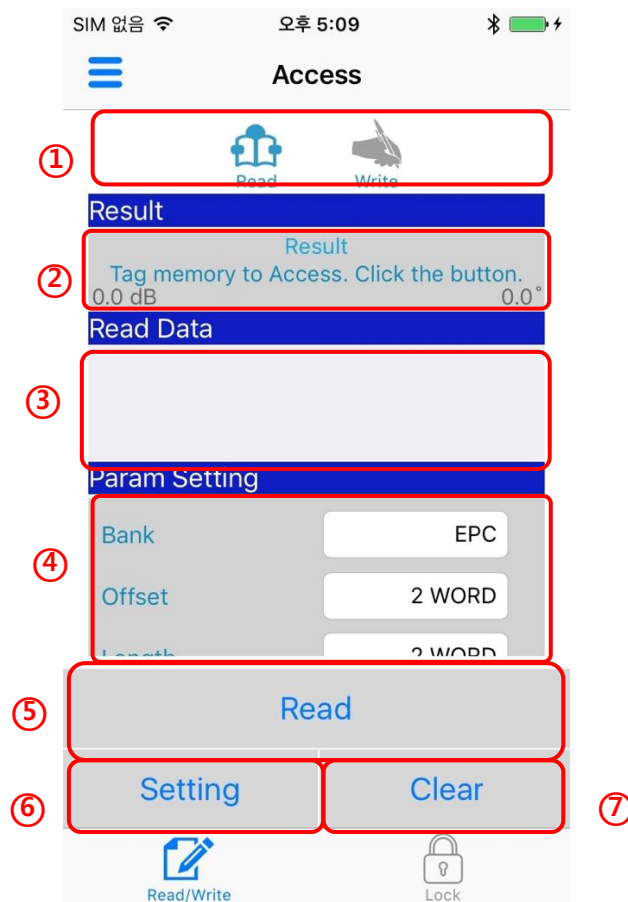 SIM 없음 오후 5:09
Access
①
Read Write
Result
②
Result
Tag memory to Access. Click the button.
0.0 dB 0.0°
Read Data
③
Param Setting
④
Bank EPC
Offset 2 WORD
Length 2 WORD
⑤
Read
⑥
Setting Clear
⑦
Read/Write Lock